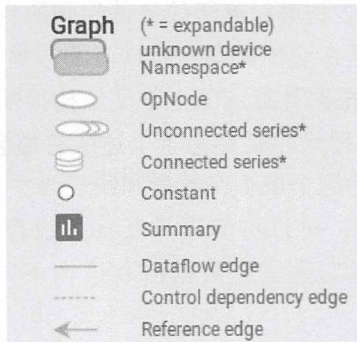 Graph (* = expandable)
unknown device
Namespace*
OpNode
Unconnected series*
Connected series*
Constant
Summary
Dataflow edge
Control dependency edge
Reference edge